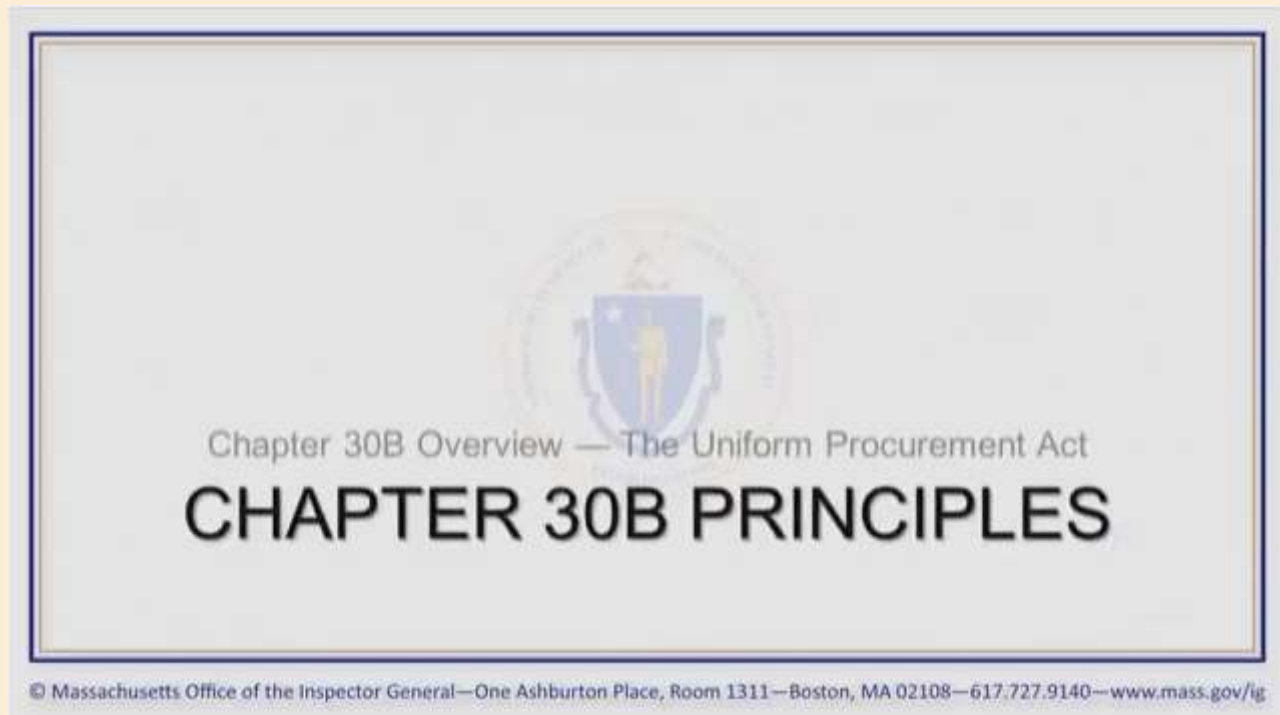 Chapter 30B Overview — The Uniform Procurement Act
CHAPTER 30B PRINCIPLES
© Massachusetts Office of the Inspector General—One Ashburton Place, Room 1311—Boston, MA 02108—617.727.9140—www.mass.gov/ig